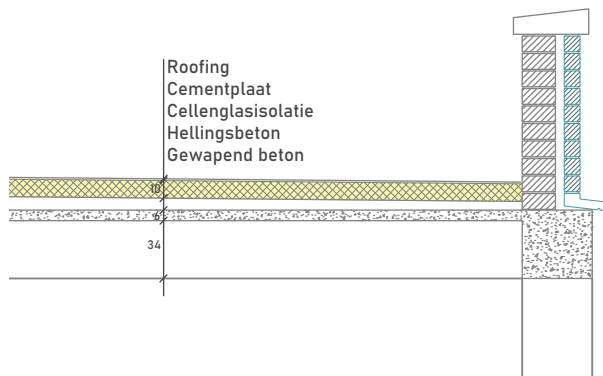 Roofing
Cementplaat
Cellenglasisolatie
Hellingsbeton
Gewapend beton
10
6
34